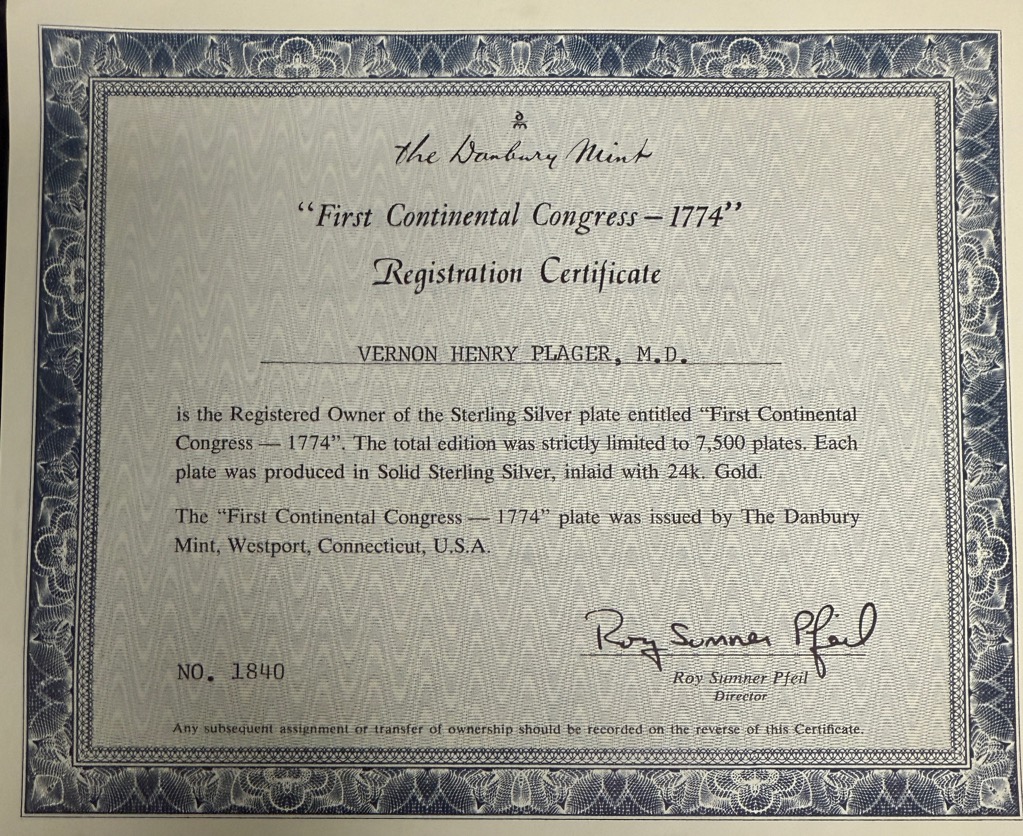 The Danbury Mint
“First Continental Congress – 1774”
Registration Certificate
VERNON HENRY PLAGER, M.D.
is the Registered Owner of the Sterling Silver plate entitled “First Continental
Congress — 1774”. The total edition was strictly limited to 7,500 plates. Each
plate was produced in Solid Sterling Silver, inlaid with 24k. Gold.
The “First Continental Congress — 1774” plate was issued by The Danbury
Mint, Westport, Connecticut, U.S.A.
Roy Sumner Pfeil
NO. 1840
Roy Sumner Pfeil
Director
Any subsequent assignment or transfer of ownership should be recorded on the reverse of this Certificate.